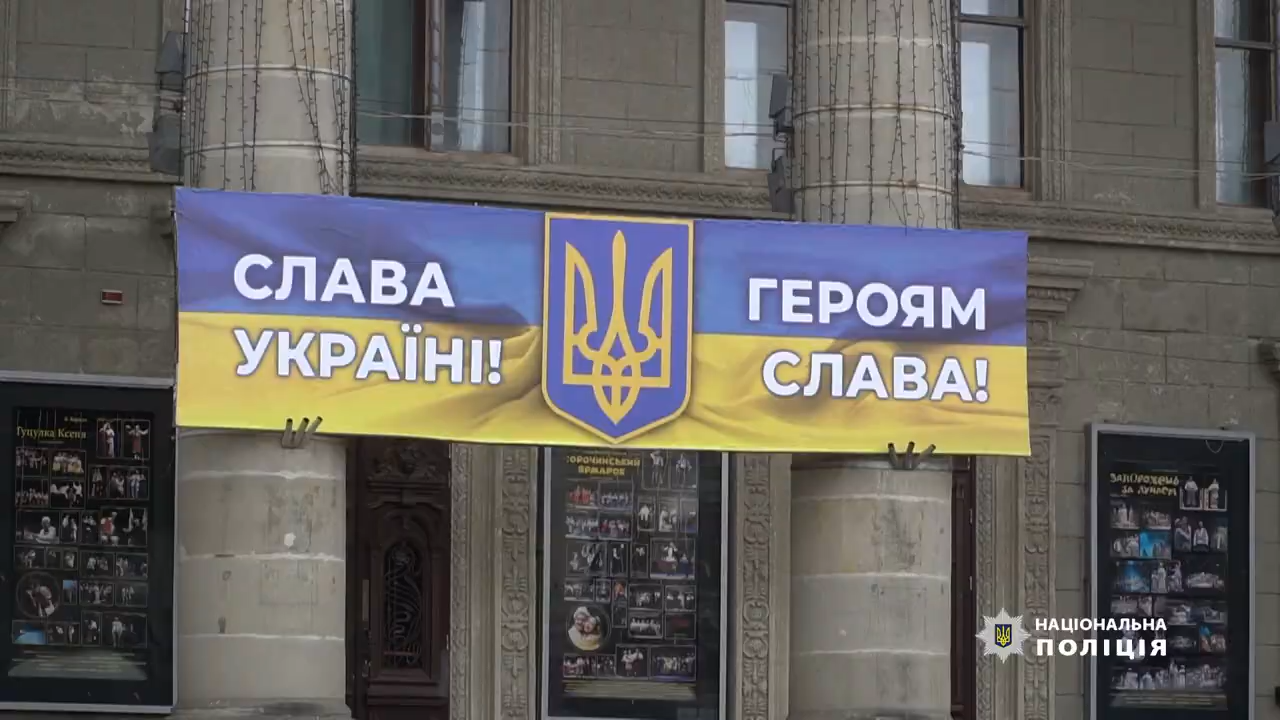 СЛАВА
УКРАЇНІ!
ГЕРОЯМ
СЛАВА!
Гуцулка Ксеня
СОРОЧИНСЬКИЙ
ЯРМАРОК
ЗАПОРОЖЕЦЬ
ЗА ДУНАЄМ
НАЦІОНАЛЬНА
ПОЛІЦІЯ